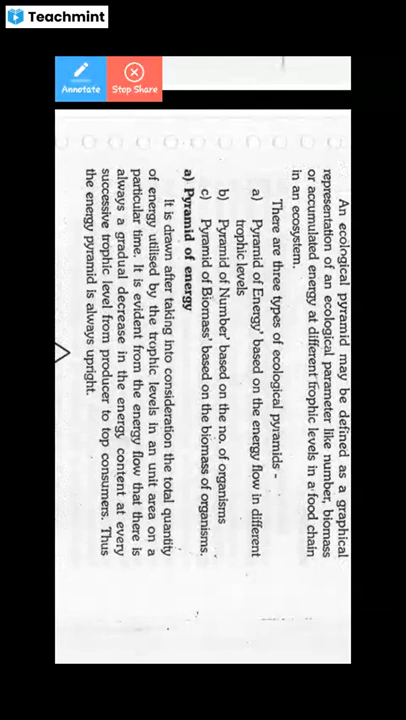 Teachmint
Annotate
Stop Share
An ecological pyramid may be defined as a graphical
representation of an ecological parameter like number, biomass
or accumulated energy at different trophic levels in a food chain
in an ecosystem.
There are three types of ecological pyramids -
a) Pyramid of Energy' based on the energy flow in different
trophic levels
b) Pyramid of Number' based on the no. of organisms
c) Pyramid of Biomass' based on the biomass of organisms.
a) Pyramid of energy
It is drawn after taking into consideration the total quantity
of energy utilised by the trophic levels in an unit area on a
particular time. It is evident from the energy flow that there is
always a gradual decrease in the energy content at every
successive trophic level from producer to top consumers. Thus
the energy pyramid is always upright.